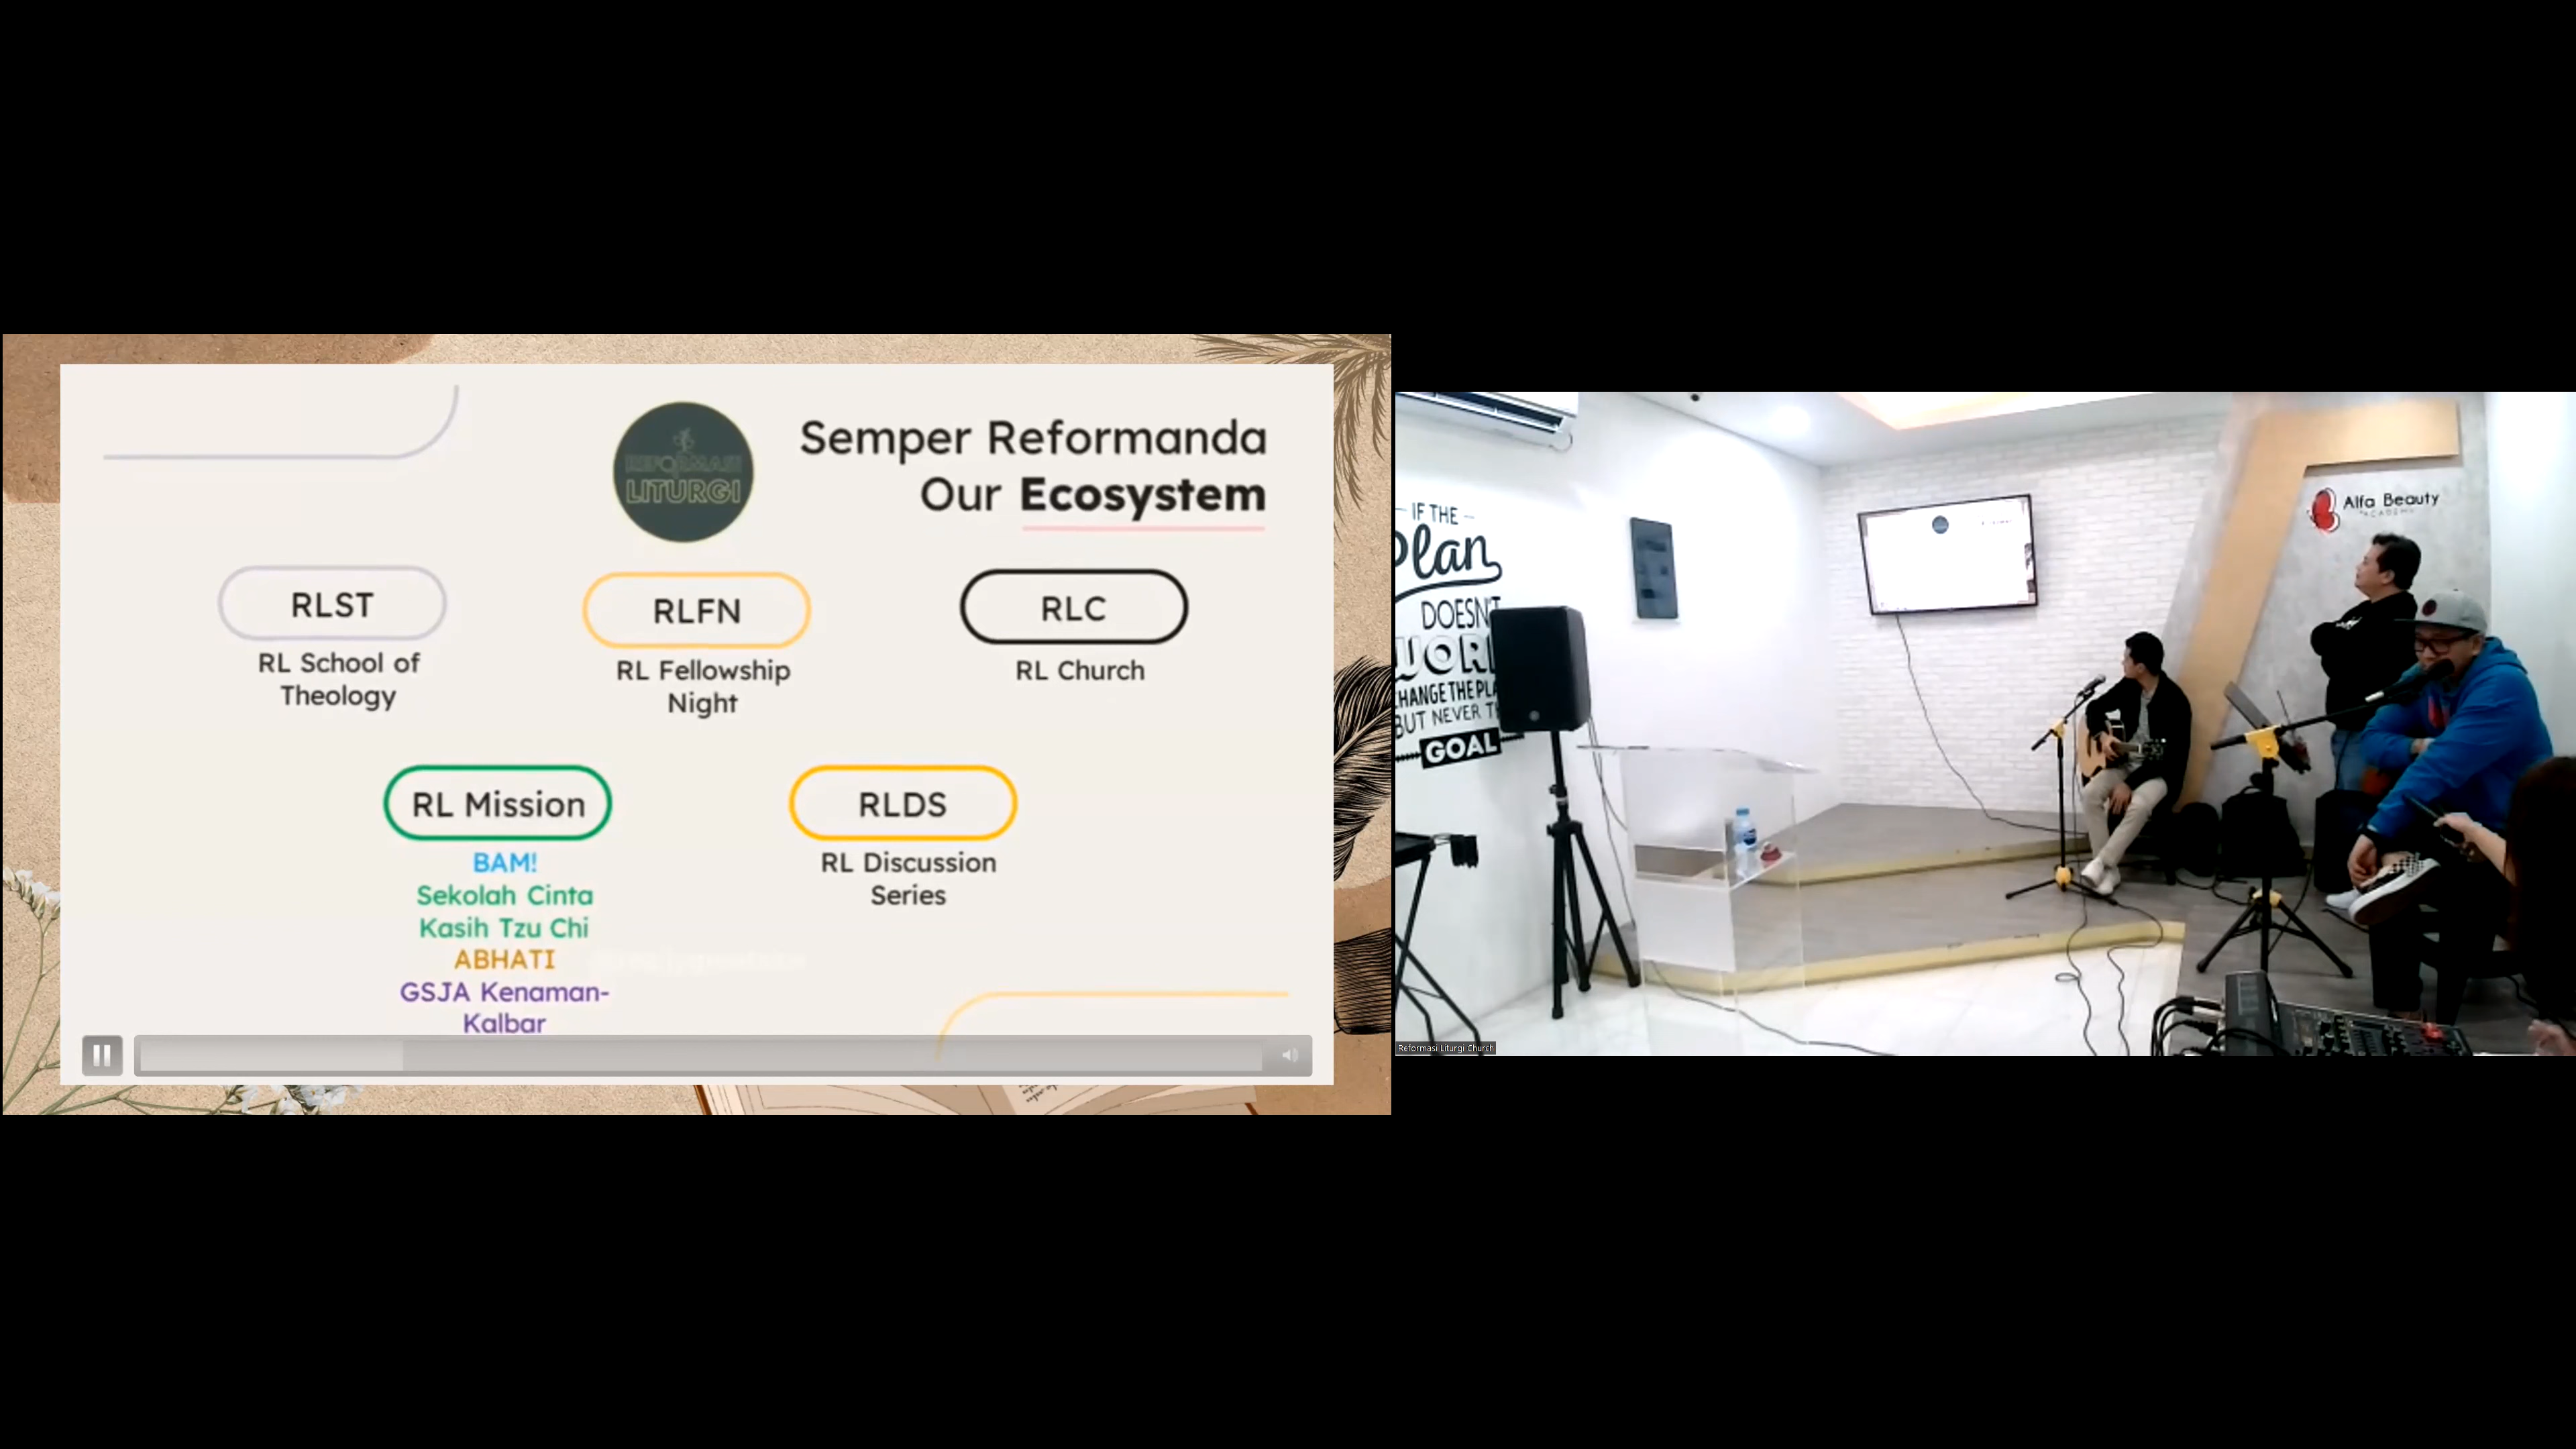 REFORMASI
LITURGI
Semper Reformanda
Our Ecosystem
RLST
RL School of
Theology
RLFN
RL Fellowship
Night
RLC
RL Church
RL Mission
BAM!
Sekolah Cinta
Kasih Tzu Chi
ABHATI
GSJA Kenaman-
Kalbar
RLDS
RL Discussion
Series
IF THE
Plan
DOESN'T
WORK
CHANGE THE
BUT NEVER
GOAL
Alfa Beauty
ACADEMY
Reformasi Liturgi Church